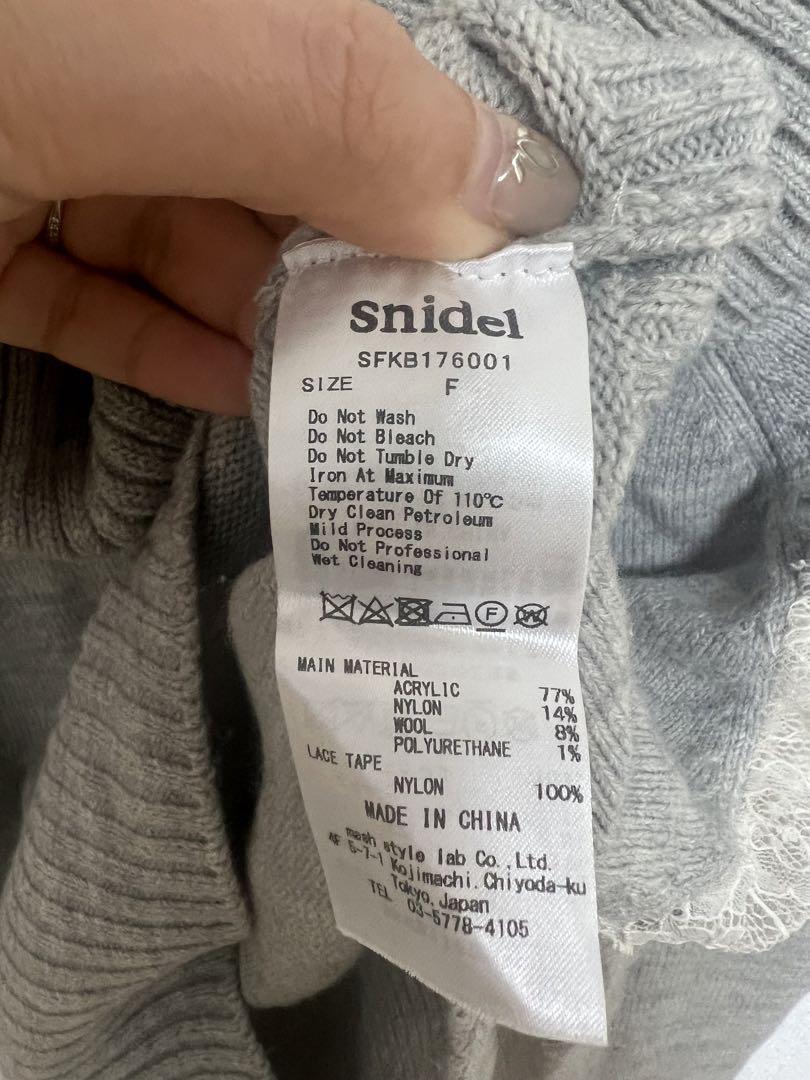 snidel
SFKB176001
SIZE F
Do Not Wash
Do Not Bleach
Do Not Tumble Dry
Iron At Maximum
Temperature Of 110℃
Dry Clean Petroleum
Mild Process
Do Not Professional
Wet Cleaning
F W
MAIN MATERIAL
ACRYLIC 77%
NYLON 14%
WOOL 8%
POLYURETHANE 1%
LACE TAPE
NYLON 100%
MADE IN CHINA
mash style lab Co.,Ltd.
4F 5-7-1 Kojimachi.Chiyoda-ku
Tokyo,Japan
TEL 03-5778-4105